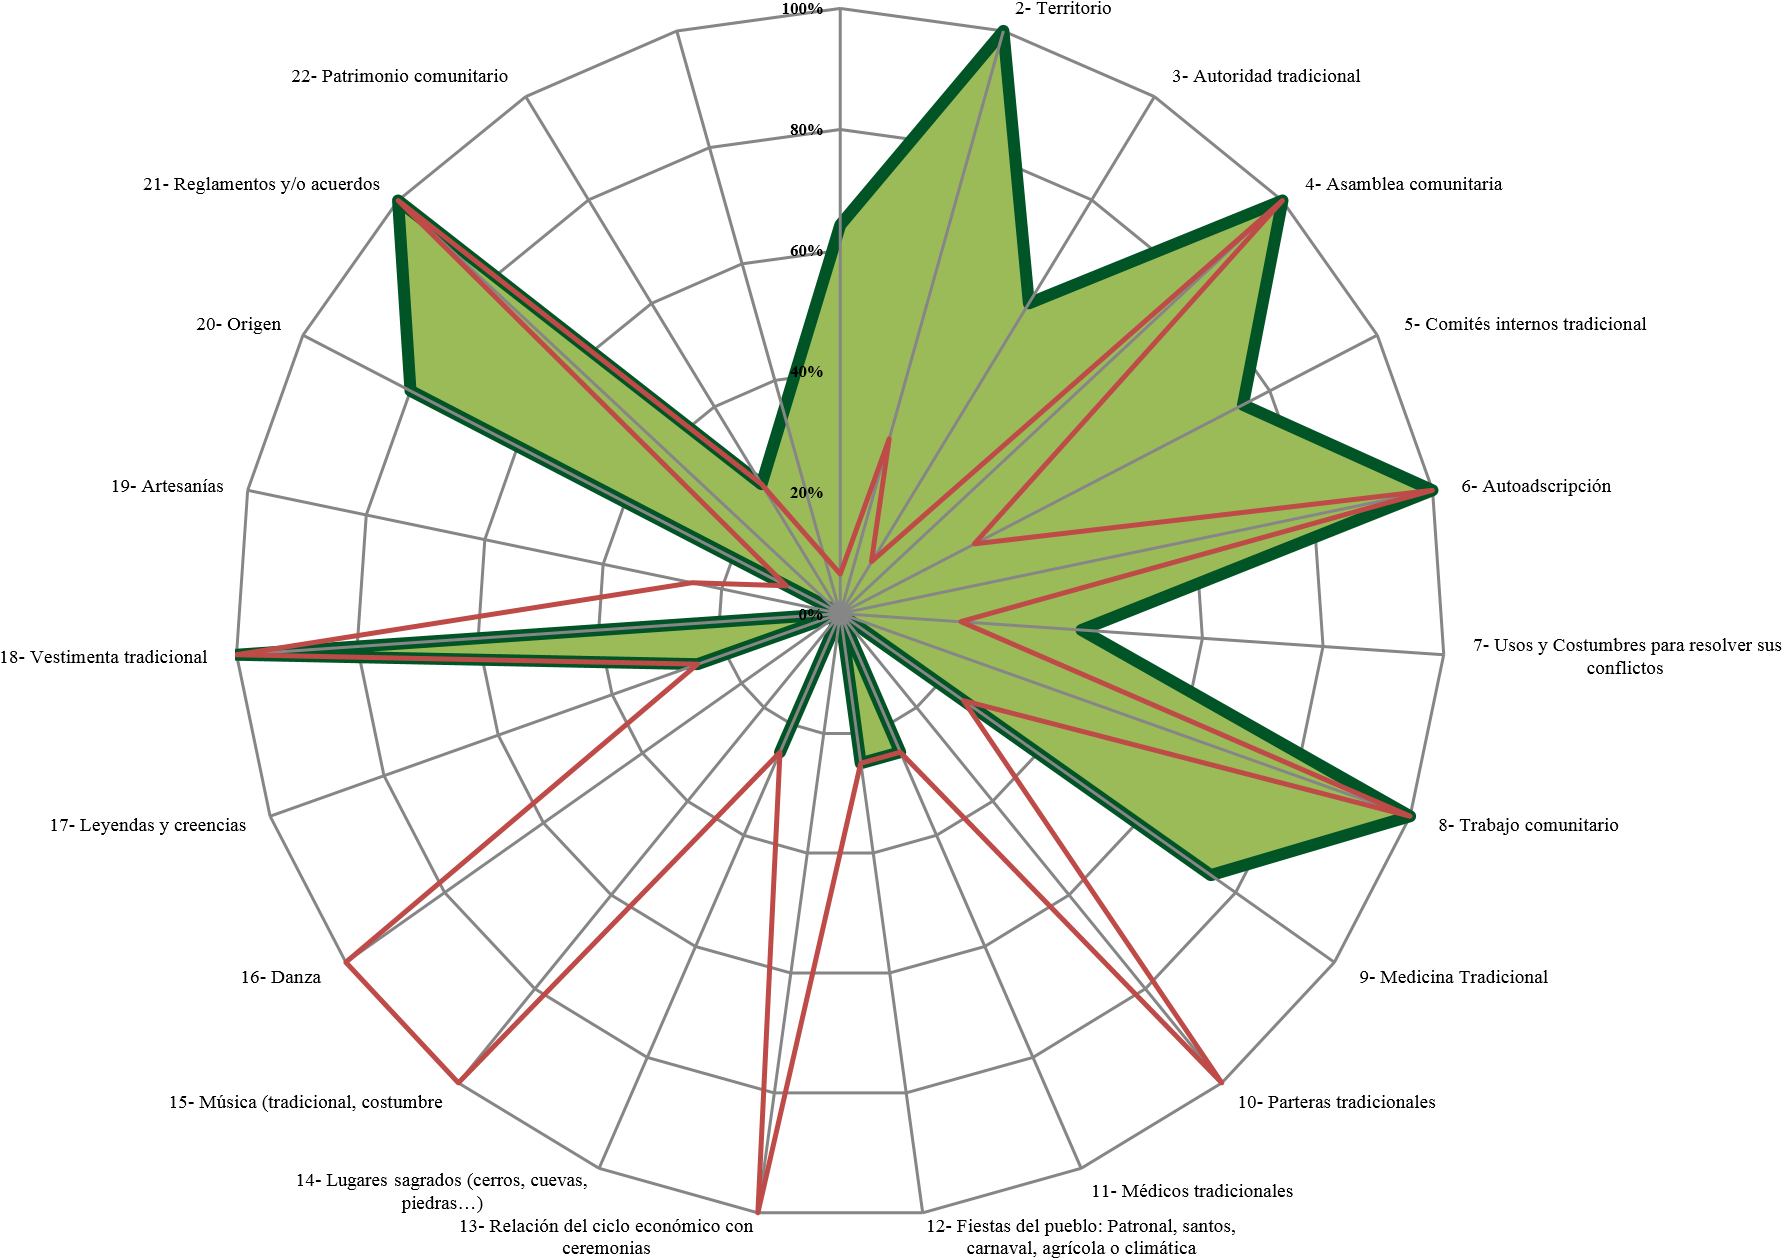 100%
80%
60%
40%
20%
0%
2- Territorio
3- Autoridad tradicional
4- Asamblea comunitaria
5- Comités internos tradicional
6- Autoadscripción
7- Usos y Costumbres para resolver sus
conflictos
8- Trabajo comunitario
9- Medicina Tradicional
10- Parteras tradicionales
11- Médicos tradicionales
12- Fiestas del pueblo: Patronal, santos,
carnaval, agrícola o climática
13- Relación del ciclo económico con
ceremonias
14- Lugares sagrados (cerros, cuevas,
piedras…)
15- Música (tradicional, costumbre
16- Danza
17- Leyendas y creencias
18- Vestimenta tradicional
19- Artesanías
20- Origen
21- Reglamentos y/o acuerdos
22- Patrimonio comunitario